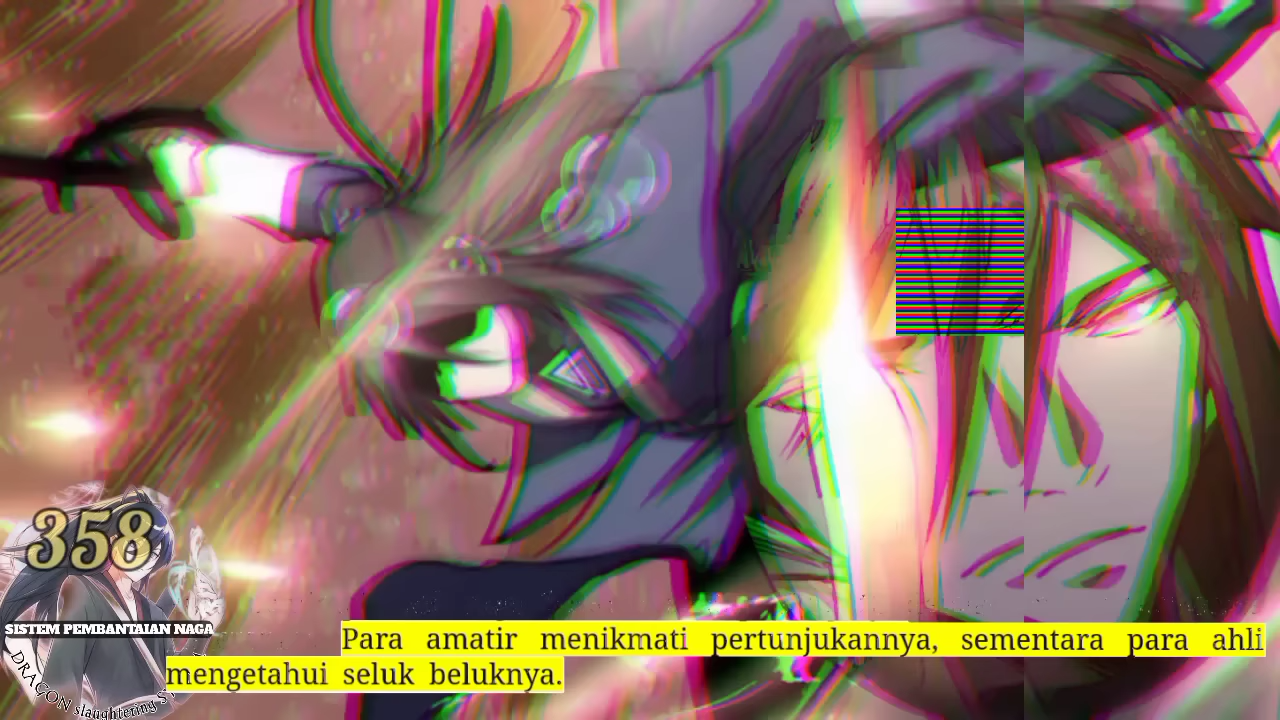 358
SISTEM PEMBANTAIAN NAGA
DRAGON slaughtering
Para amatir menikmati pertunjukannya, sementara para ahli
mengetahui seluk beluknya.